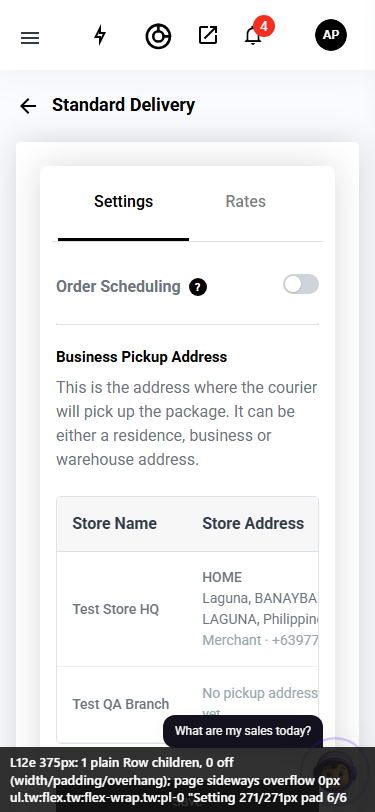 4
AP
Standard Delivery
Settings Rates
Order Scheduling ?
Business Pickup Address
This is the address where the courier
will pick up the package. It can be
either a residence, business or
warehouse address.
Store Name Store Address
HOME
Laguna, BANAYBA
LAGUNA, Philippin
Test Store HQ
Merchant · +63977
No pickup address
Test QA Branch
yet
What are my sales today?
L12e 375px: 1 plain Row children, 0 off
(width/padding/overhang); page sideways overflow 0px
ul.tw:flex.tw:flex-wrap.tw:pl-0 "Setting 271/271px pad 6/6